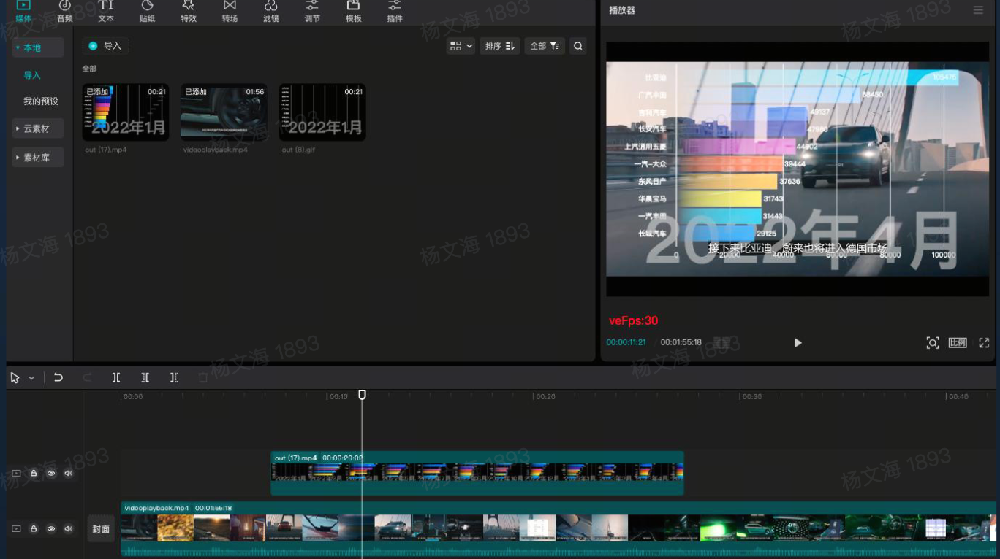 媒体 音频 文本 贴纸 特效 转场 滤镜 调节 模板 插件
播放器
本地
导入
我的预设
云素材
素材库
导入
排序
全部
全部
已添加 00:21
2022年1月
out (17).mp4
已添加 01:56
videoplayback.mp4
00:21
2022年1月
out (8).gif
比亚迪 105475
广汽丰田 68450
吉利汽车 49137
长安汽车 47980
上汽通用五菱 44802
一汽-大众 39444
东风日产 37636
华晨宝马 31743
一汽丰田 31443
长城汽车 29125
2022年4月
接下来比亚迪、蔚来也将进入德国市场
0 20000 40000 60000 80000 100000
veFps:30
00:00:11:21 00:01:55:18
比例
00:00 00:10 00:20 00:30 00:40
out (17).mp4 00:00:20:02
封面
videoplayback.mp4 00:01:55:18
杨文海 1893